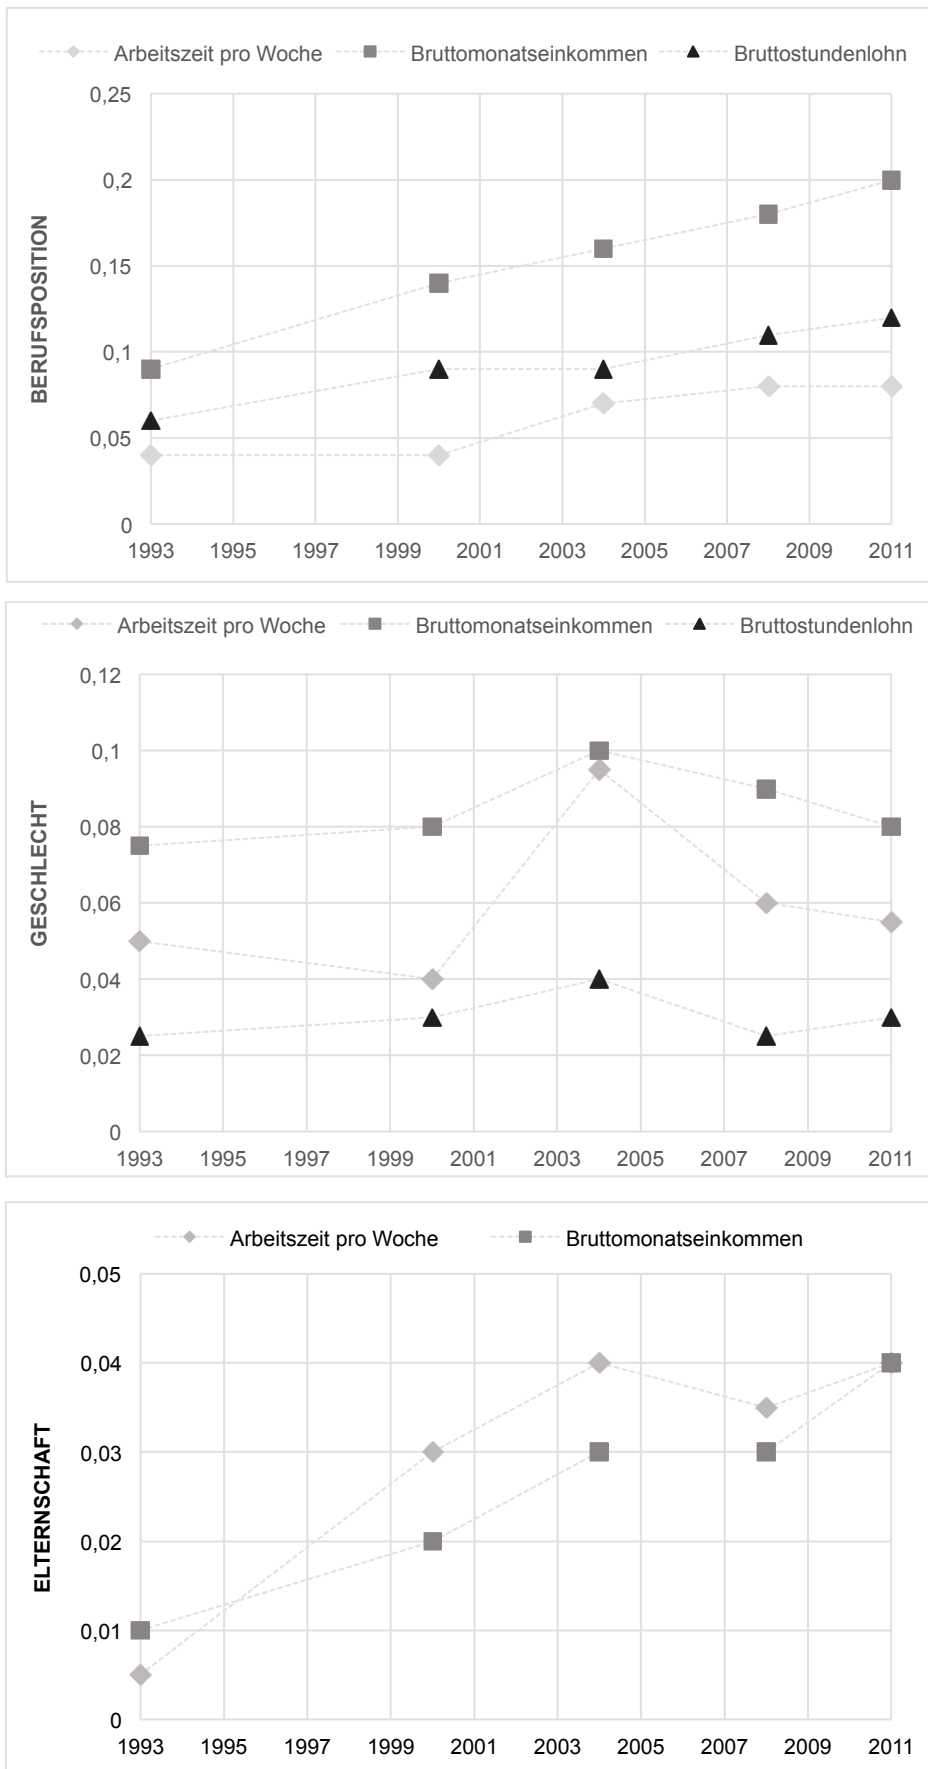 Arbeitszeit pro Woche Bruttomonatseinkommen Bruttostundenlohn
0,25
0,2
0,15
0,1
0,05
0
BERUFSPOSITION
1993 1995 1997 1999 2001 2003 2005 2007 2009 2011
Arbeitszeit pro Woche Bruttomonatseinkommen Bruttostundenlohn
0,12
0,1
0,08
0,06
0,04
0,02
0
GESCHLECHT
1993 1995 1997 1999 2001 2003 2005 2007 2009 2011
Arbeitszeit pro Woche Bruttomonatseinkommen
0,05
0,04
0,03
0,02
0,01
0
ELTERNSCHAFT
1993 1995 1997 1999 2001 2003 2005 2007 2009 2011